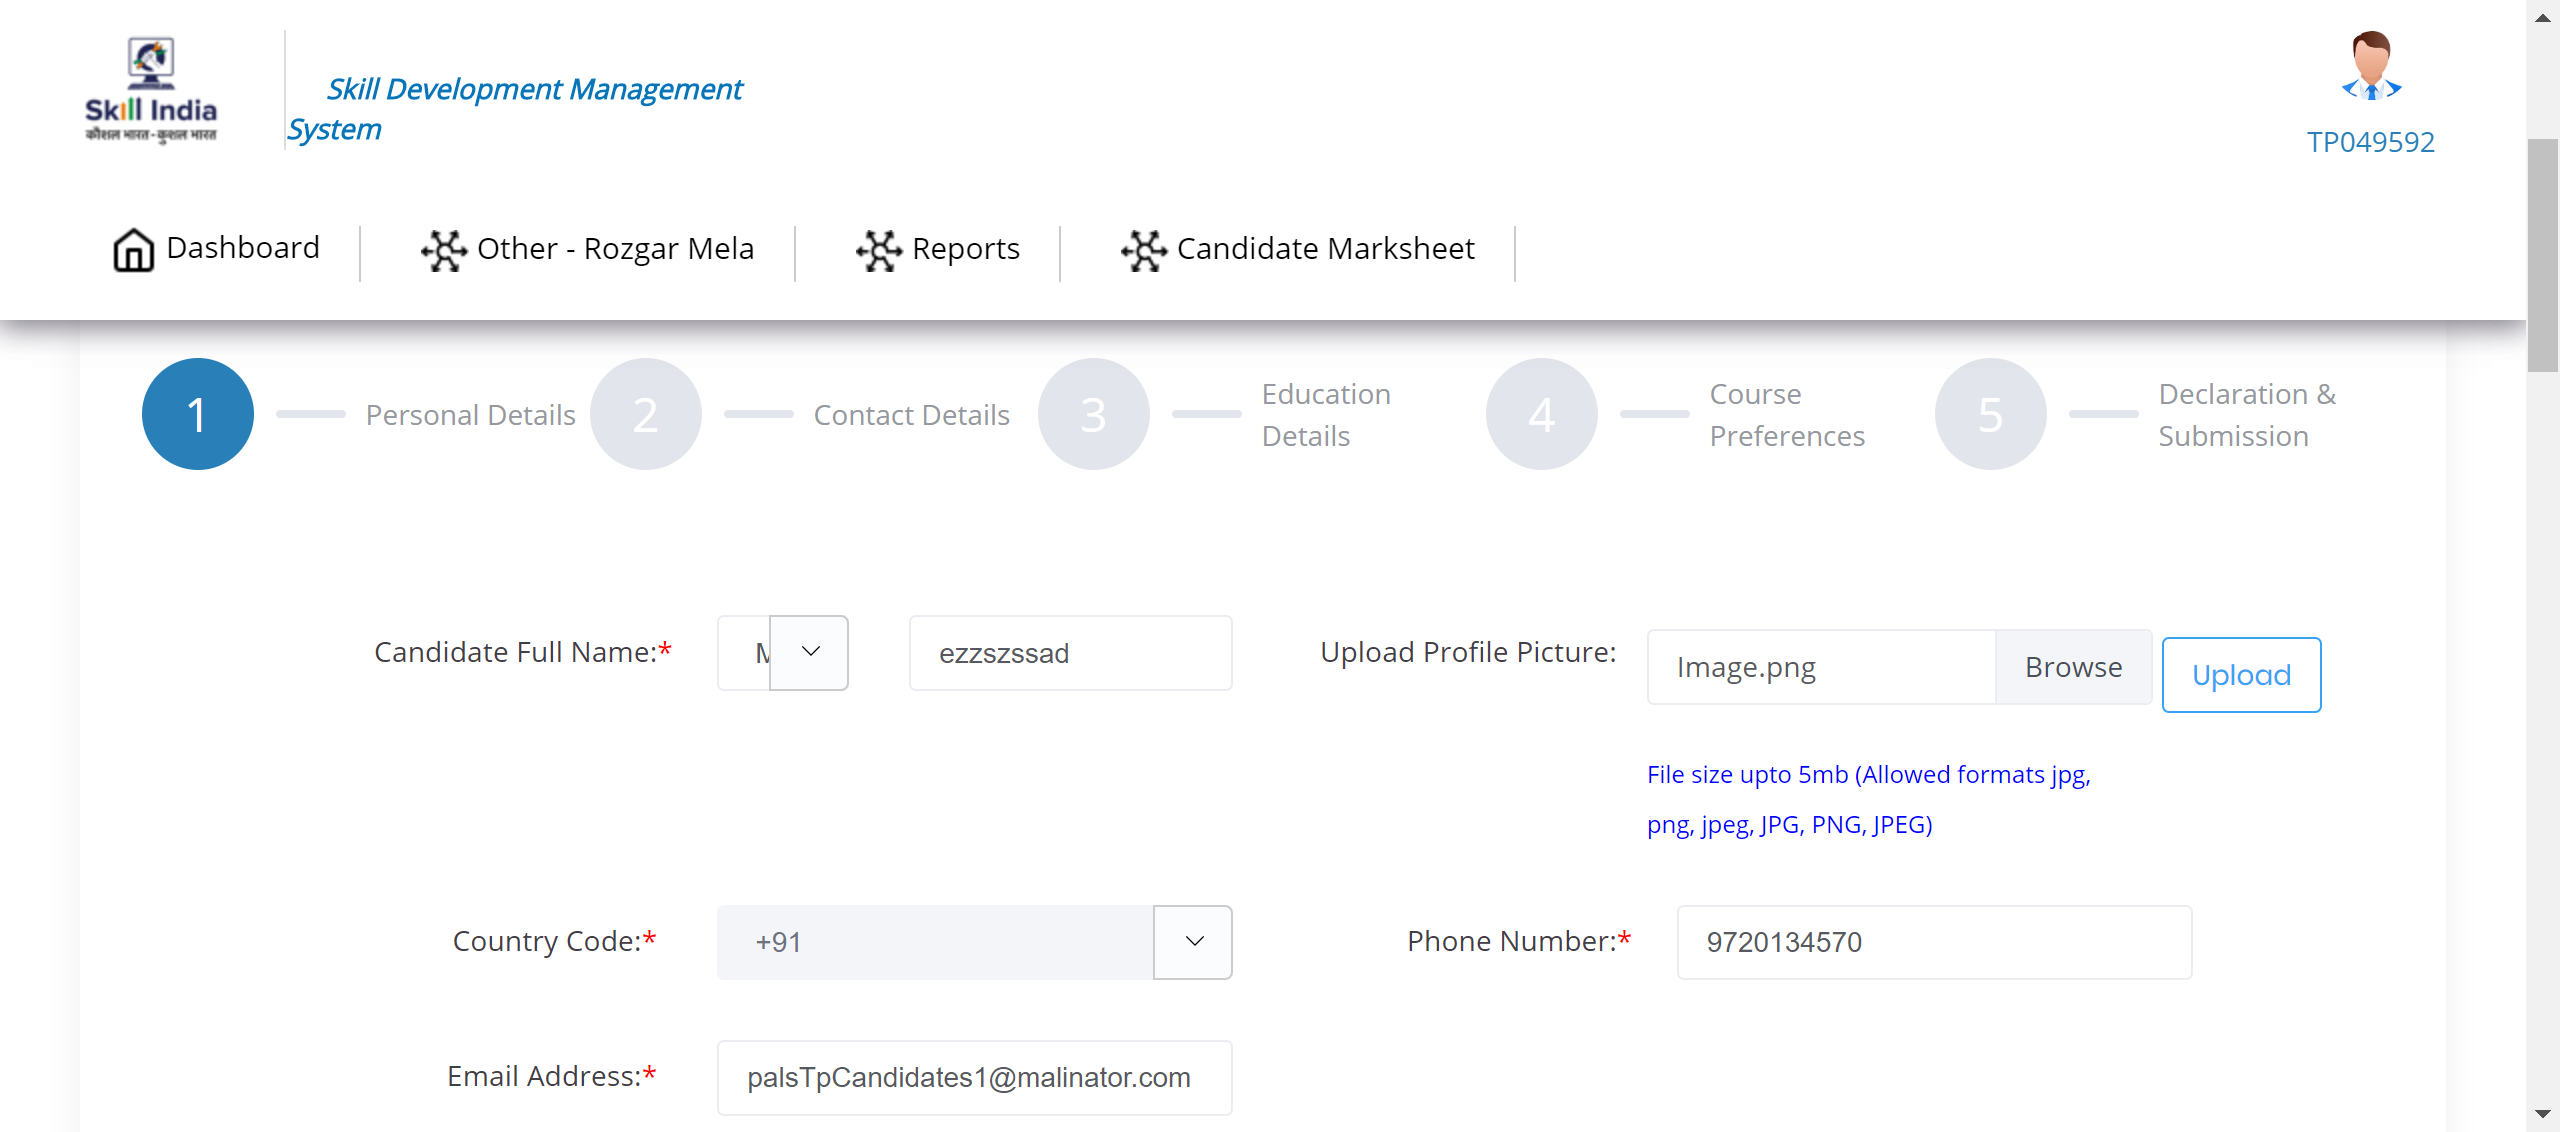 Skill India
कौशल भारत - कुशल भारत
Skill Development Management
System
TP049592
Dashboard
Other - Rozgar Mela
Reports
Candidate Marksheet
1 Personal Details
2 Contact Details
3 Education
Details
4 Course
Preferences
5 Declaration &
Submission
Candidate Full Name:*
ezzszssad
Upload Profile Picture:
Image.png
Browse
Upload
File size upto 5mb (Allowed formats jpg,
png, jpeg, JPG, PNG, JPEG)
Country Code:*
+91
Phone Number:*
9720134570
Email Address:*
palsTpCandidates1@malinator.com